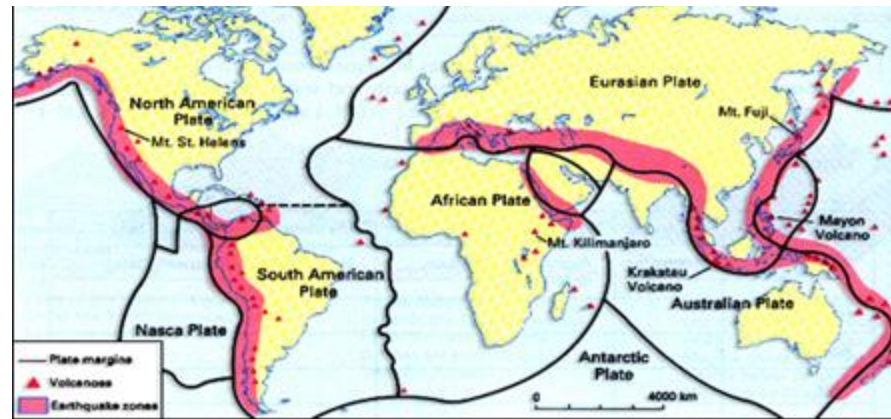 Eurasian Plate
North American
Plate
Mt. Fuji
Mt. St. Helens
African Plate
Mayon
Volcano
Mt. Kilimanjaro
South American
Plate
Krakatau
Volcano
Australian Plate
Nasca Plate
Antarctic
Plate
Plate margins
Volcanoes
Earthquake zones
0 4000 km